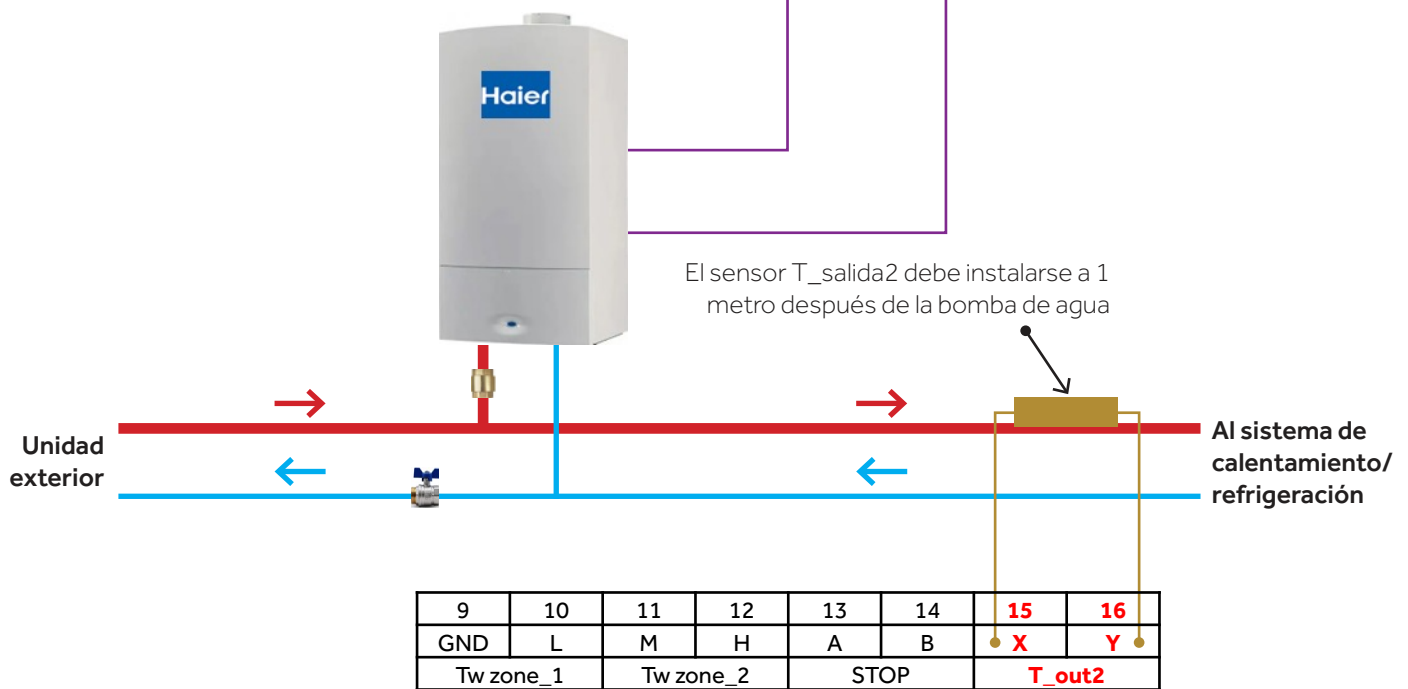 Haier
El sensor T_salida2 debe instalarse a 1
metro después de la bomba de agua
Unidad
exterior
Al sistema de
calentamiento/
refrigeración
9 10 11 12 13 14 15 16
GND L M H A B X Y
Tw zone_1 Tw zone_2 STOP T_out2